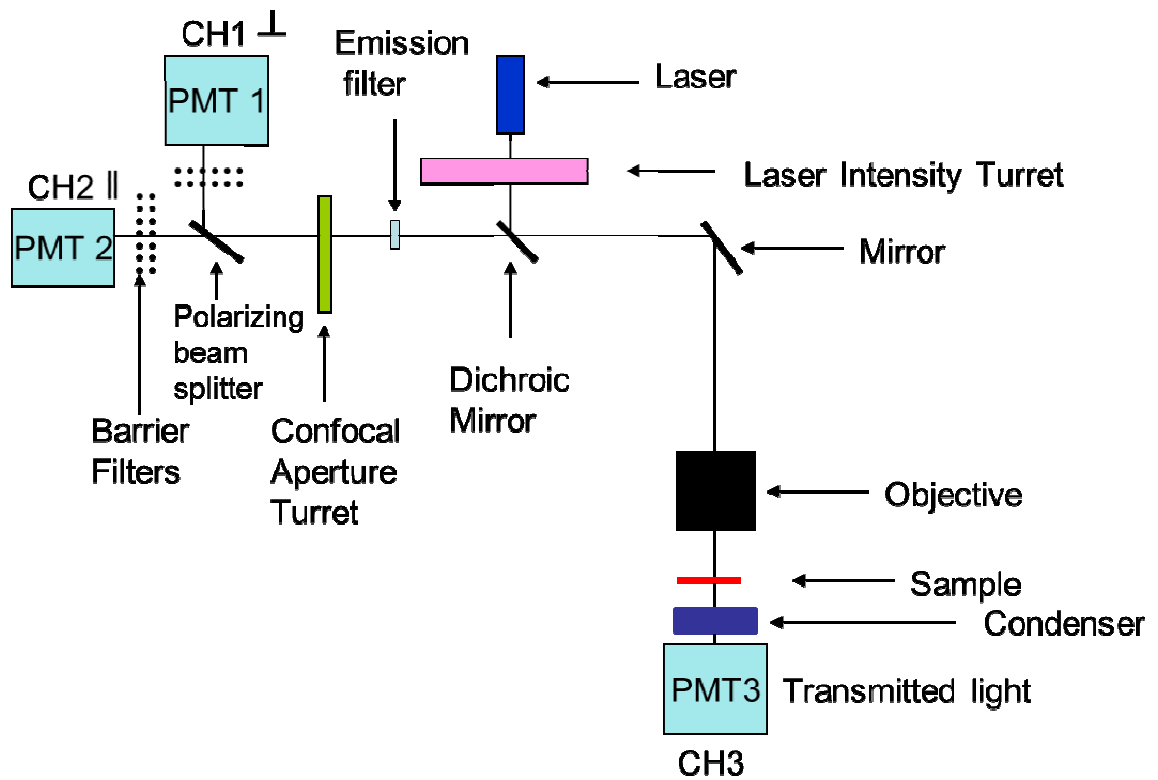 CH1 ⊥
PMT 1
Emission
filter
Laser
Laser Intensity Turret
CH2 ||
PMT 2
Mirror
Polarizing
beam
splitter
Dichroic
Mirror
Barrier
Filters
Confocal
Aperture
Turret
Objective
Sample
Condenser
PMT3
Transmitted light
CH3